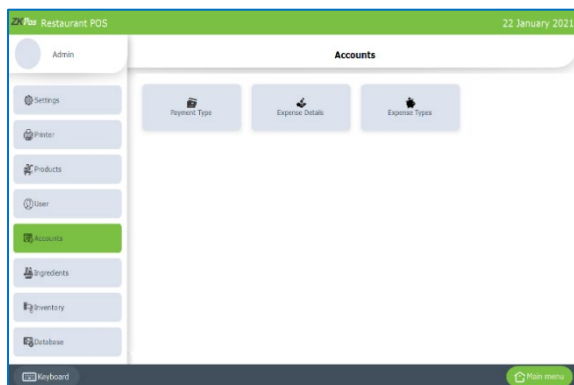 ZKPos Restaurant POS
22 January 2021
Admin
Accounts
Settings
Payment Type
Expense Details
Expense Types
Printer
Products
User
Accounts
Ingredients
Inventory
Database
Keyboard
Main menu